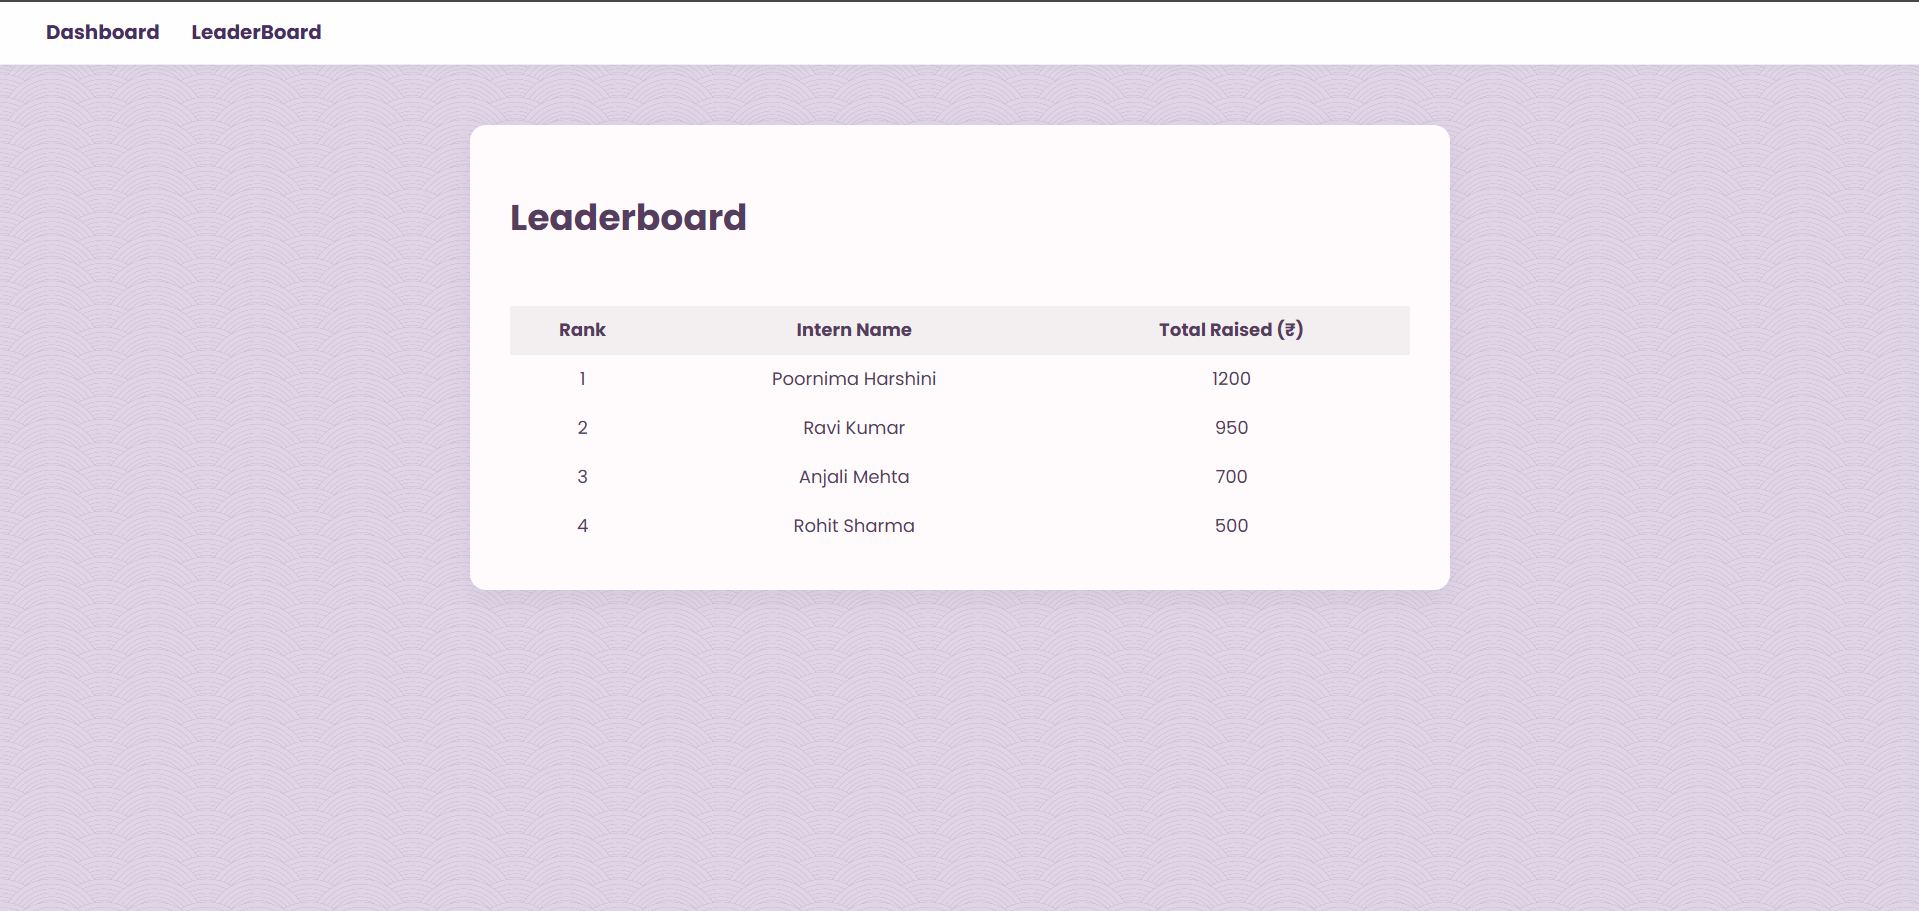 Dashboard LeaderBoard
Leaderboard
Rank Intern Name Total Raised (₹)
1 Poornima Harshini 1200
2 Ravi Kumar 950
3 Anjali Mehta 700
4 Rohit Sharma 500